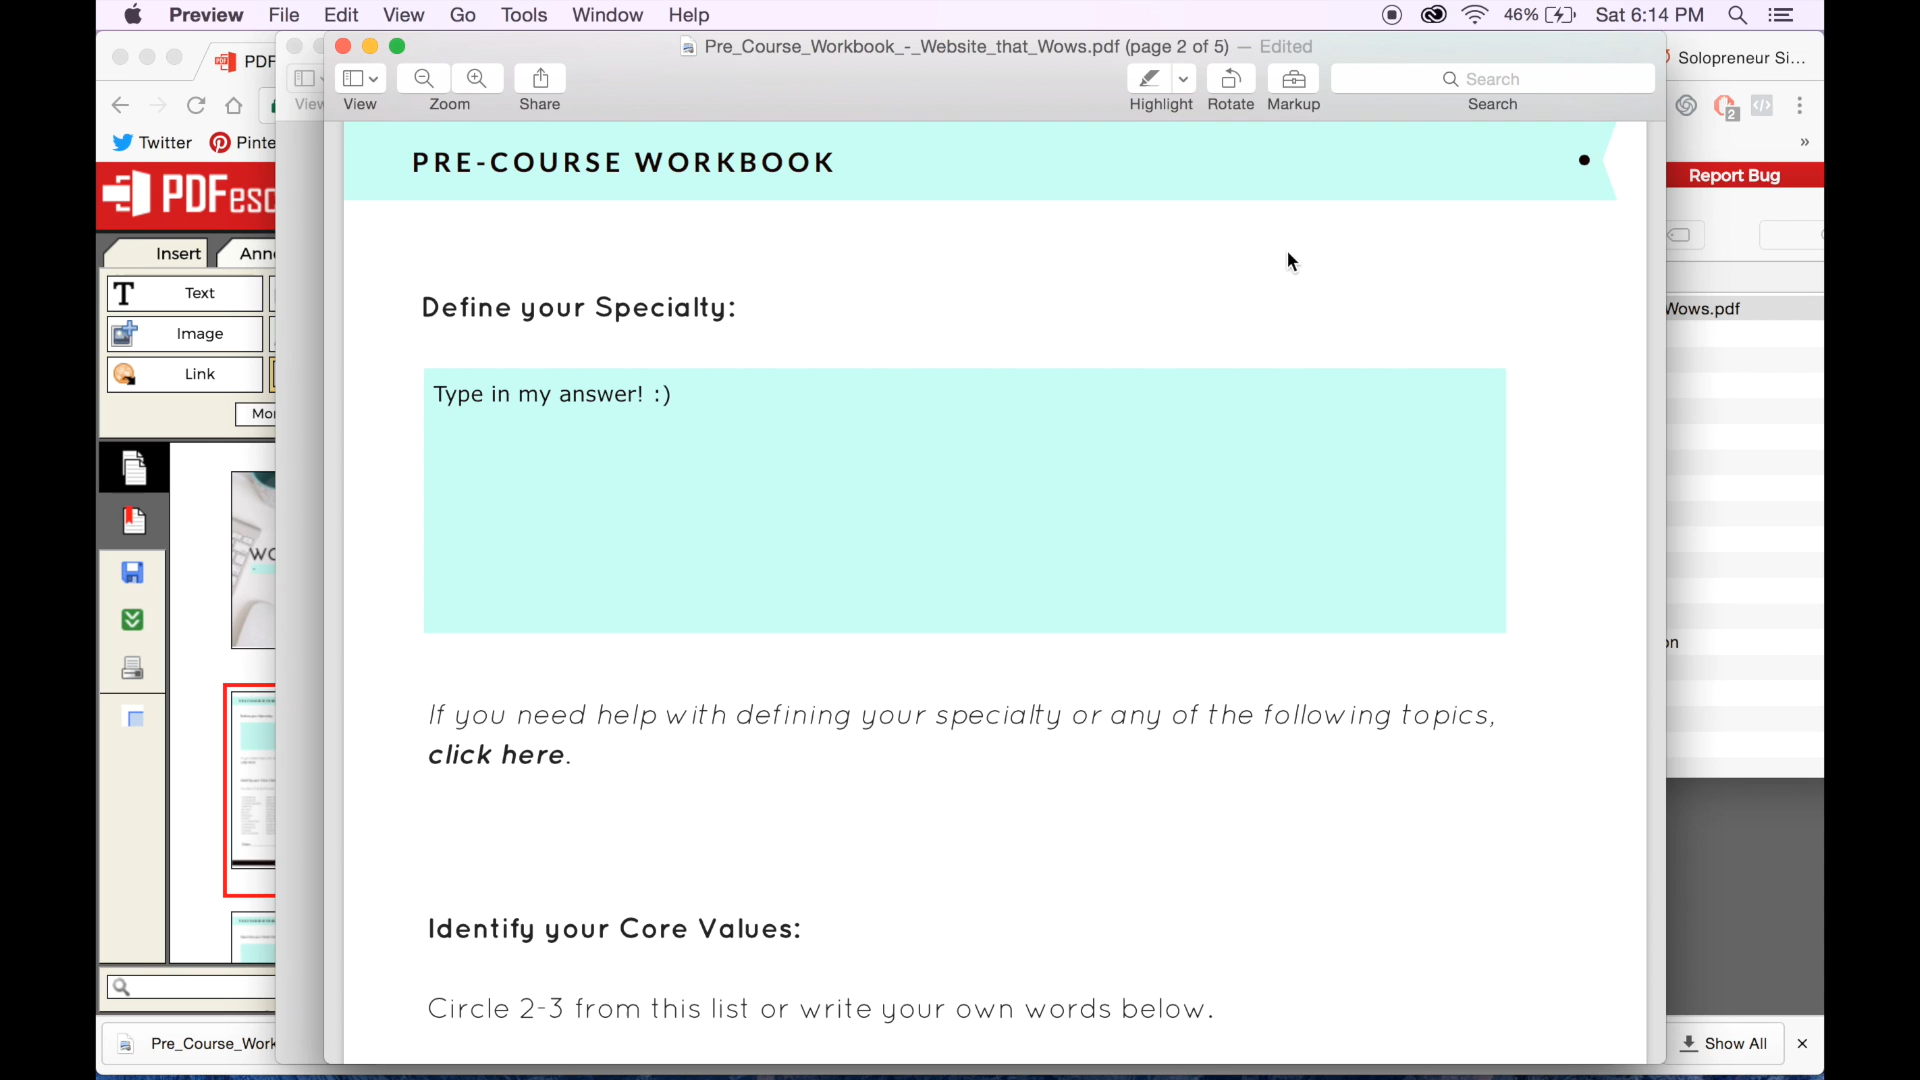 Preview File Edit View Go Tools Window Help 46% Sat 6:14 PM
Pre_Course_Workbook_-_Website_that_Wows.pdf (page 2 of 5) — Edited
PDF
Solopreneur Si...
View
View Zoom Share Highlight Rotate Markup Search
Search
2
Twitter
»
PRE-COURSE WORKBOOK
Report Bug
Insert
T Text
Image
Link
Define your Specialty:
Wows.pdf
Type in my answer! :)
If you need help with defining your specialty or any of the following topics,
click here.
Identify your Core Values:
Circle 2-3 from this list or write your own words below.
Show All